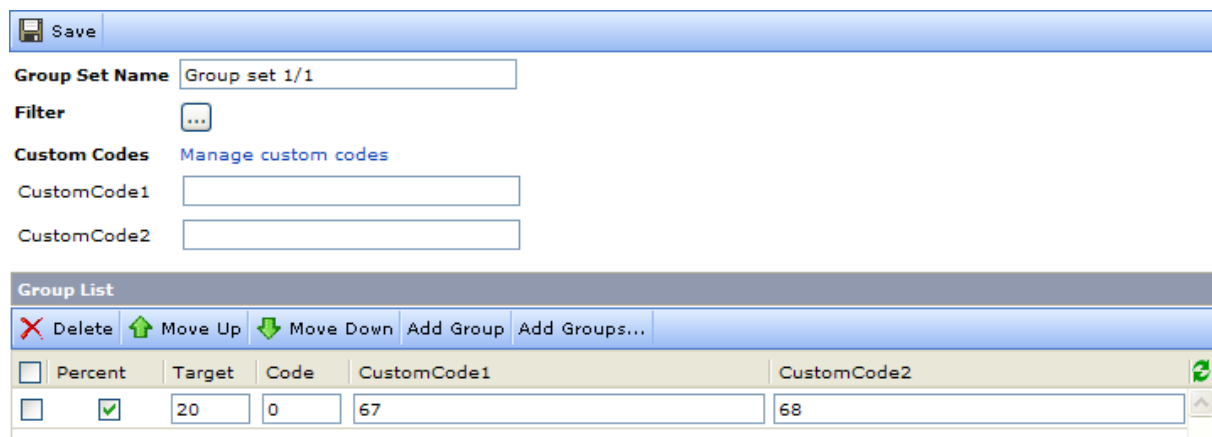 Save
Group Set Name Group set 1/1
Filter ...
Custom Codes Manage custom codes
CustomCode1
CustomCode2
Group List
Delete Move Up Move Down Add Group Add Groups...
Percent Target Code CustomCode1 CustomCode2
20 0 67 68